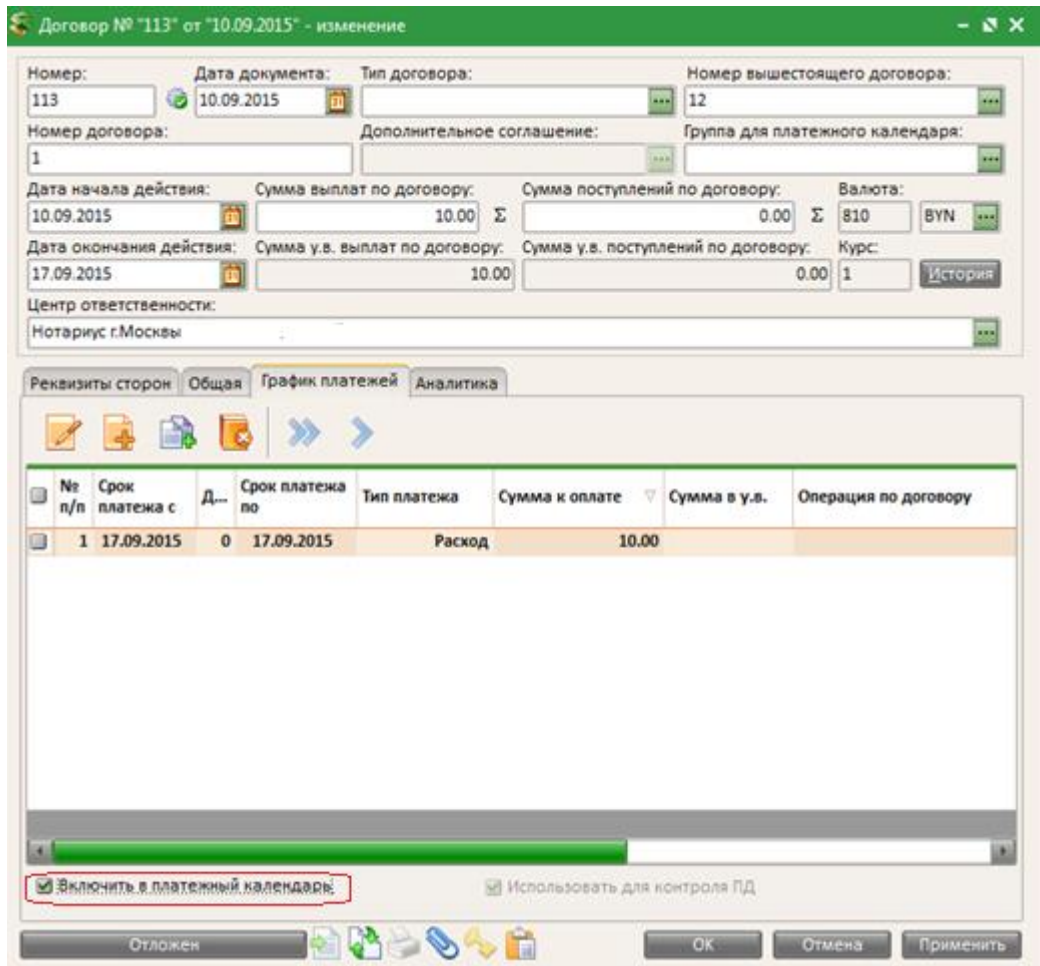 Договор № "113" от "10.09.2015" - изменение
Номер: Дата документа: Тип договора: Номер вышестоящего договора:
113 10.09.2015 12
Номер договора: Дополнительное соглашение: Группа для платежного календаря:
1
Дата начала действия: Сумма выплат по договору: Сумма поступлений по договору: Валюта:
10.09.2015 10.00 Σ 0.00 Σ 810 BYN
Дата окончания действия: Сумма у.в. выплат по договору: Сумма у.в. поступлений по договору: Курс:
17.09.2015 10.00 0.00 1 История
Центр ответственности:
Нотариус г.Москвы
Реквизиты сторон Общая График платежей Аналитика
№ п/п Срок платежа с Д... Срок платежа по Тип платежа Сумма к оплате Сумма в у.в. Операция по договору
1 17.09.2015 0 17.09.2015 Расход 10.00
Включить в платежный календарь Использовать для контроля ПД
Отложен ОК Отмена Применить